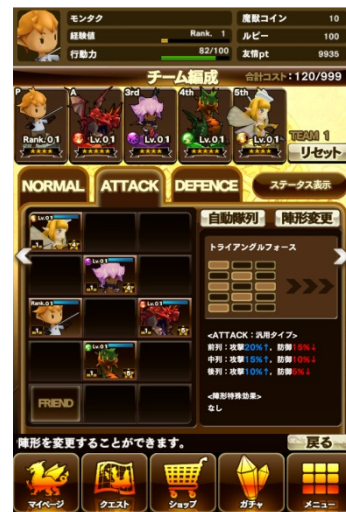 モンタク
魔獣コイン 10
経験値 Rank. 1
ルビー 100
行動力 82/100
友情pt 9935
チーム編成
合計コスト:120/999
P A 3rd 4th 5th
Rank.01 Lv.01 Lv.01 Lv.01 Lv.01
TEAM 1
リセット
NORMAL ATTACK DEFENCE
ステータス表示
自動隊列 陣形変更
Lv.01
トライアングルフォース
Lv.01
Rank.01 Lv.01
Lv.01
<ATTACK:汎用タイプ>
前列:攻撃20%↑, 防御15%↓
中列:攻撃15%↑, 防御10%↓
後列:攻撃10%↑, 防御5%↓
<陣形特殊効果>
なし
FRIEND
陣形を変更することができます。
戻る
マイページ クエスト ショップ ガチャ メニュー